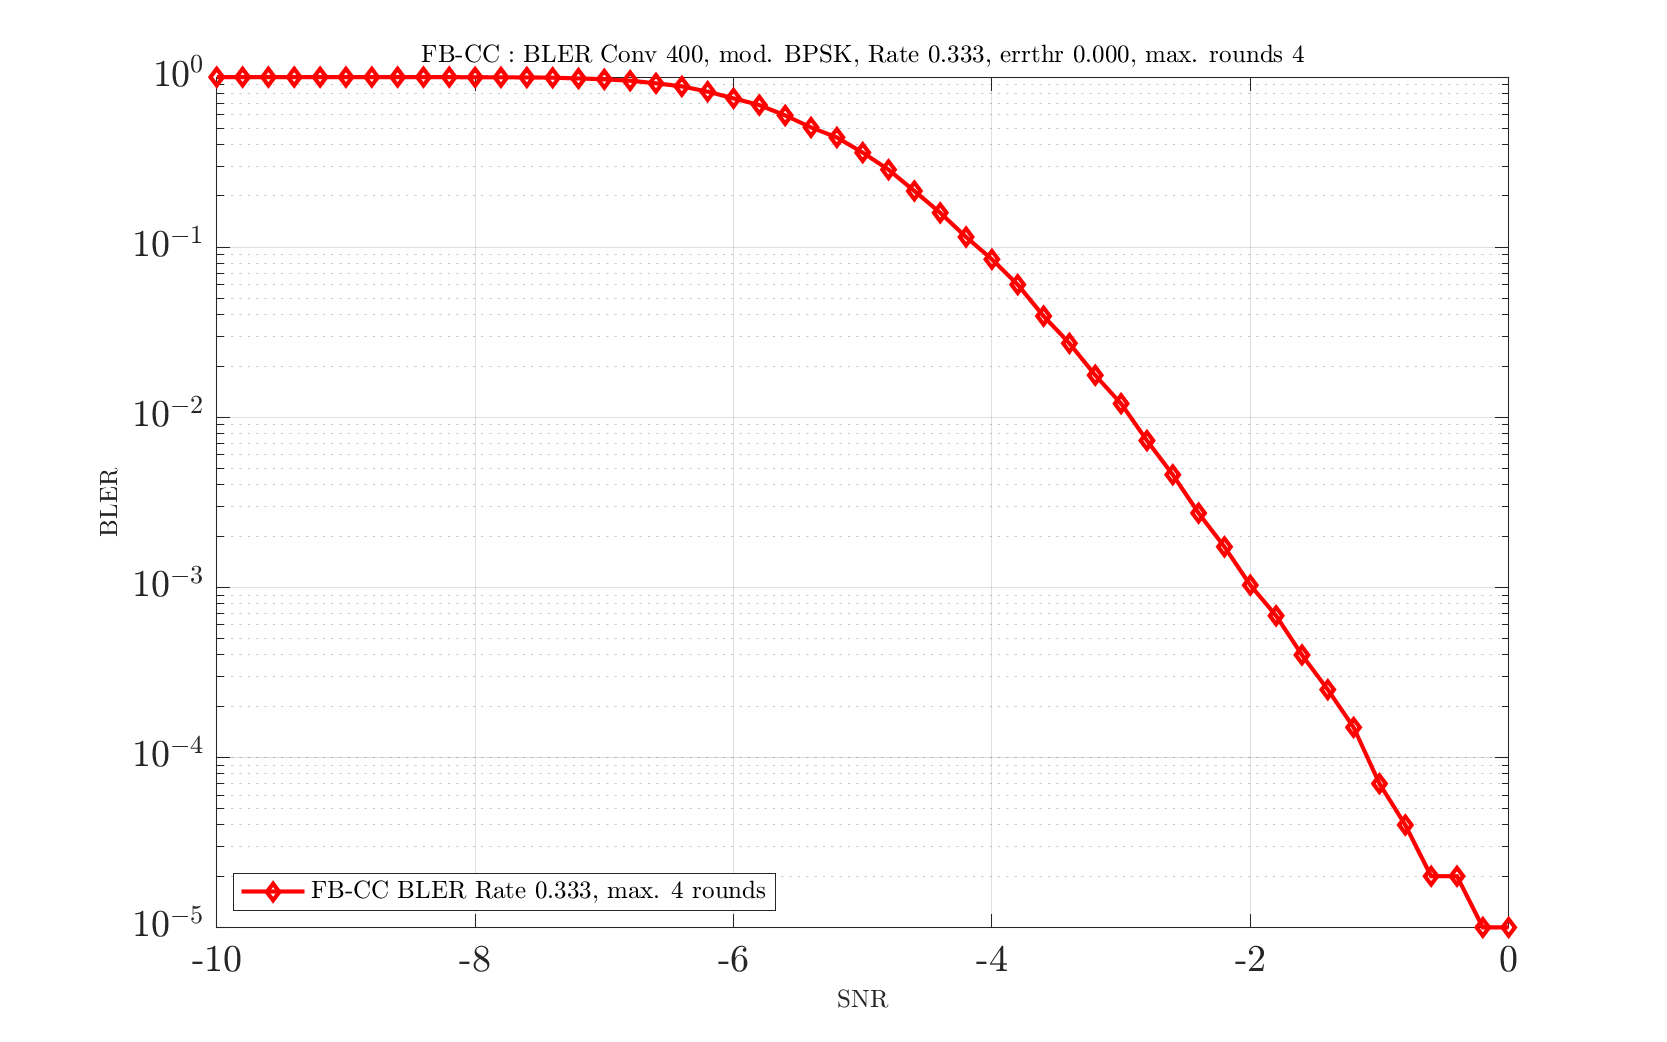 FB-CC : BLER Conv 400, mod. BPSK, Rate 0.333, errthr 0.000, max. rounds 4
10^0
10^-1
10^-2
10^-3
10^-4
10^-5
BLER
FB-CC BLER Rate 0.333, max. 4 rounds
-10 -8 -6 -4 -2 0
SNR